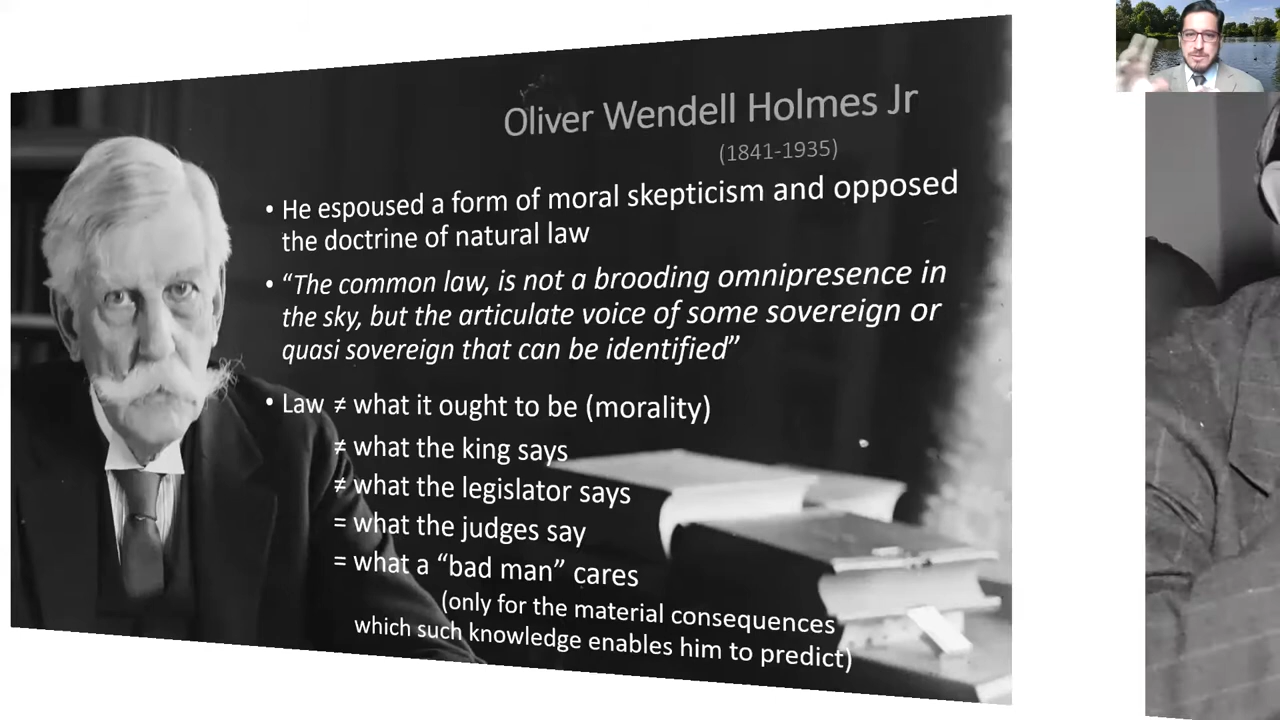 Oliver Wendell Holmes Jr
(1841-1935)
• He espoused a form of moral skepticism and opposed
the doctrine of natural law
• “The common law, is not a brooding omnipresence in
the sky, but the articulate voice of some sovereign or
quasi sovereign that can be identified”
• Law ≠ what it ought to be (morality)
≠ what the king says
≠ what the legislator says
= what the judges say
= what a “bad man” cares
(only for the material consequences
which such knowledge enables him to predict)